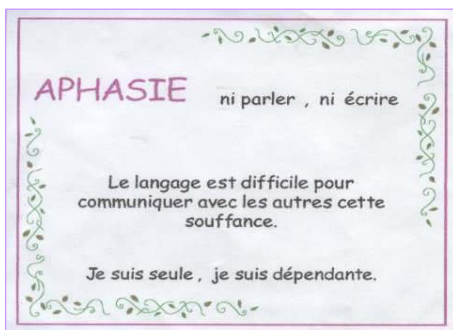 APHASIE ni parler , ni écrire
Le langage est difficile pour
communiquer avec les autres cette
souffance.
Je suis seule , je suis dépendante.